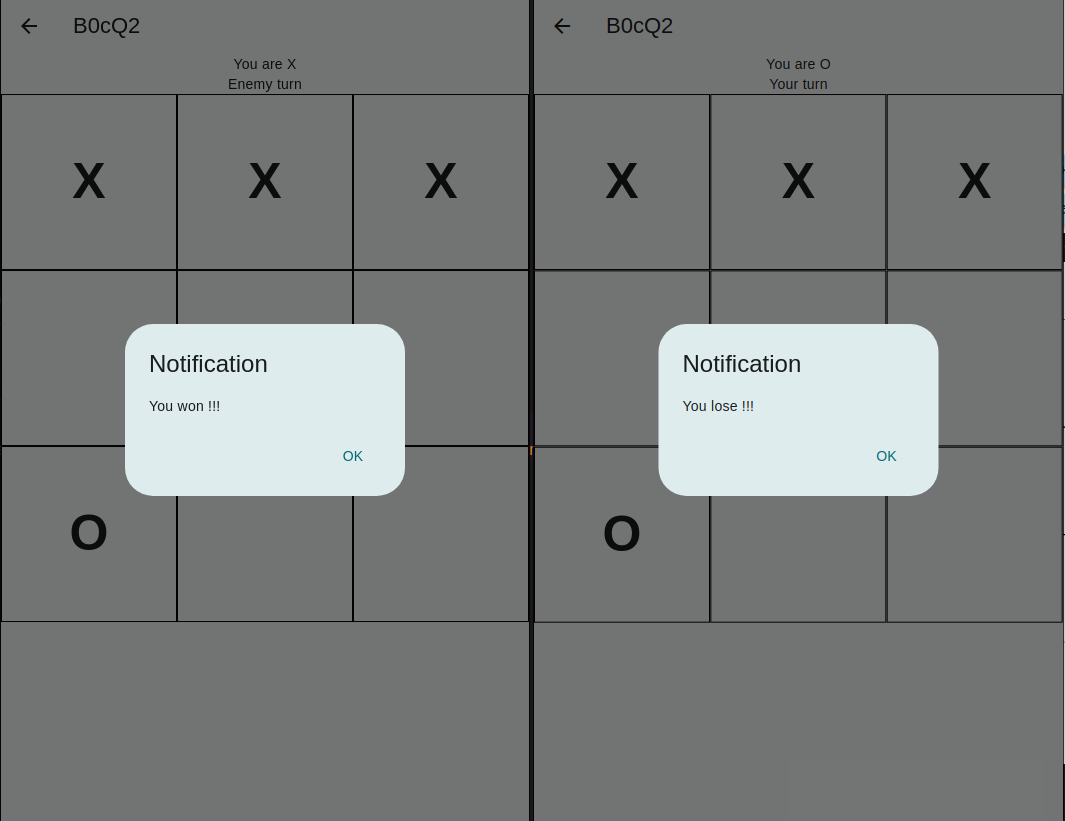 B0cQ2
You are X
Enemy turn
X X X
Notification
You won !!!
OK
O
B0cQ2
You are O
Your turn
X X X
Notification
You lose !!!
OK
O